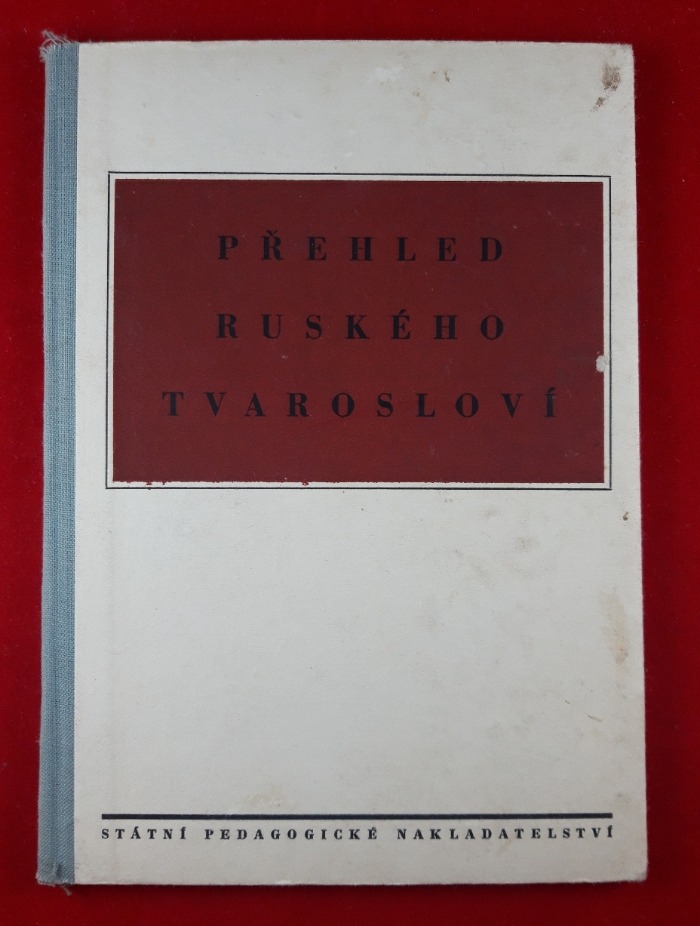 PŘEHLED
RUSKÉHO
TVAROSLOVÍ
STÁTNÍ PEDAGOGICKÉ NAKLADATELSTVÍ